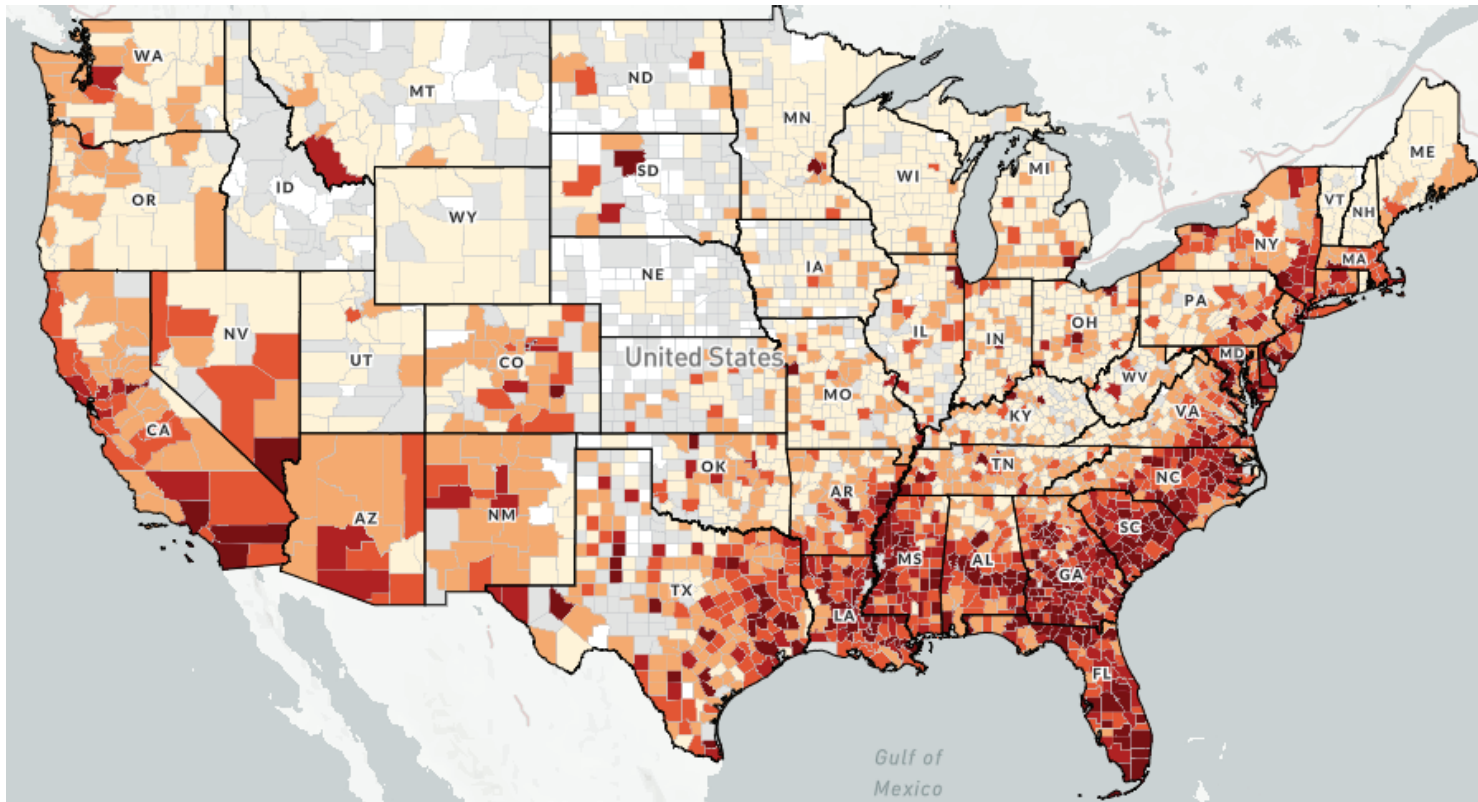 WA
MT
ND
MN
ME
OR
ID
SD
WI
MI
VT
NH
WY
NY
MA
IA
NE
PA
NV
IL
IN
OH
United States
UT
CO
MD
WV
MO
VA
CA
KY
OK
TN
NC
AR
AZ
NM
SC
MS
AL
GA
TX
LA
FL
Gulf of
Mexico